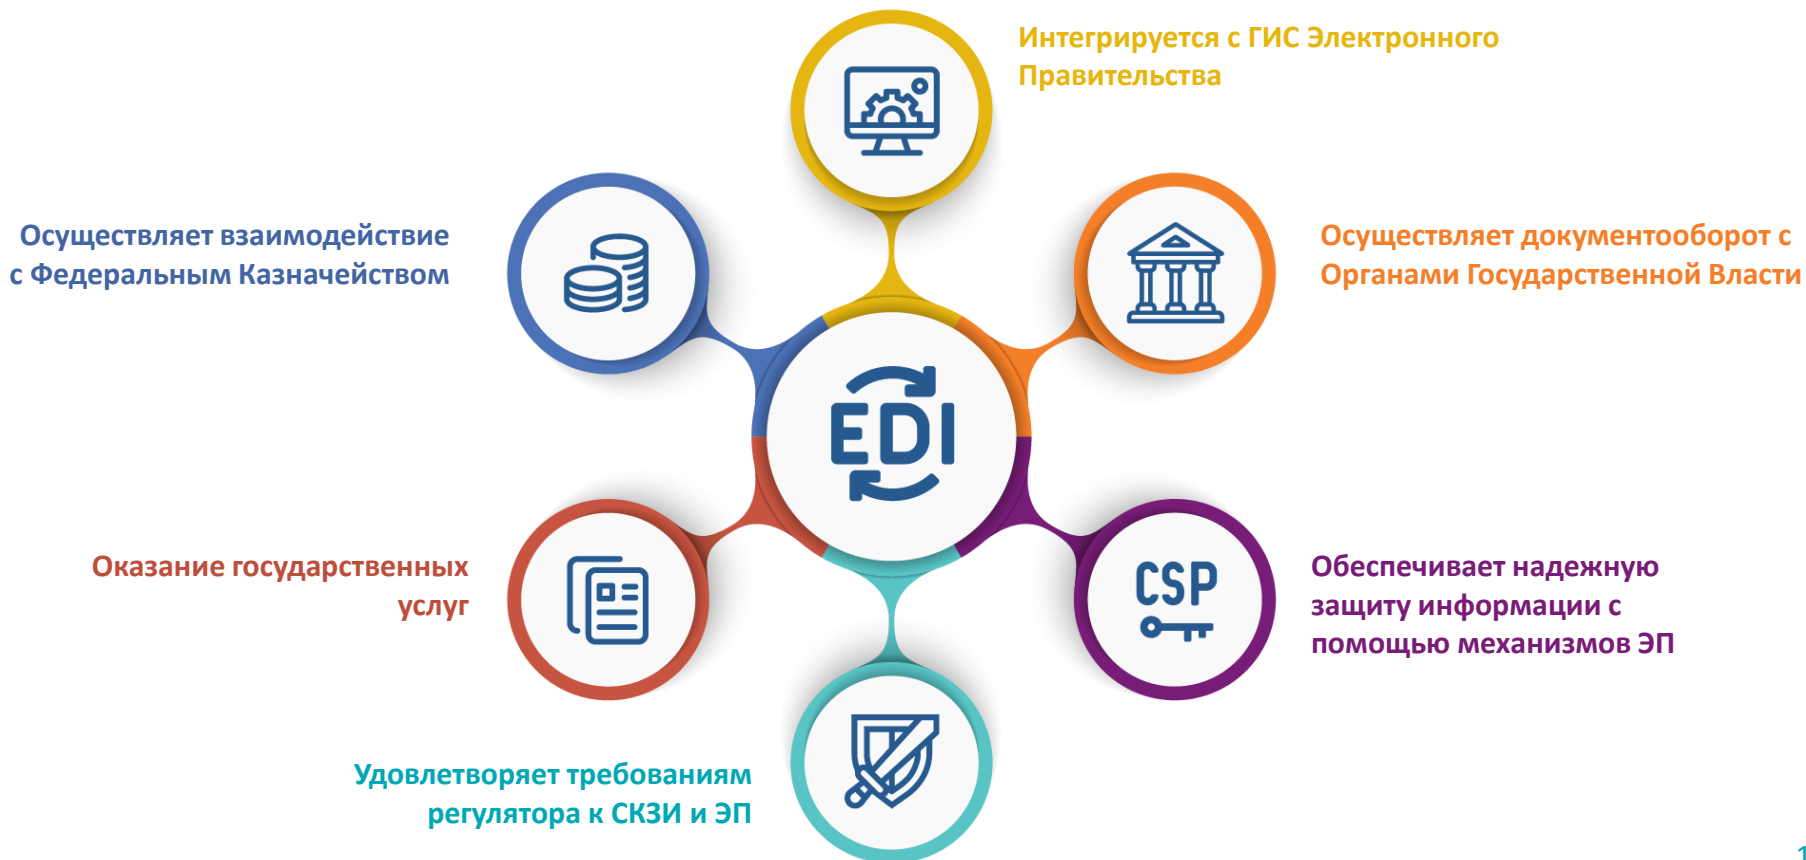 Интегрируется с ГИС Электронного
Правительства
Осуществляет взаимодействие
с Федеральным Казначейством
Осуществляет документооборот с
Органами Государственной Власти
EDI
Оказание государственных
услуг
CSP
Обеспечивает надежную
защиту информации с
помощью механизмов ЭП
Удовлетворяет требованиям
регулятора к СКЗИ и ЭП
1